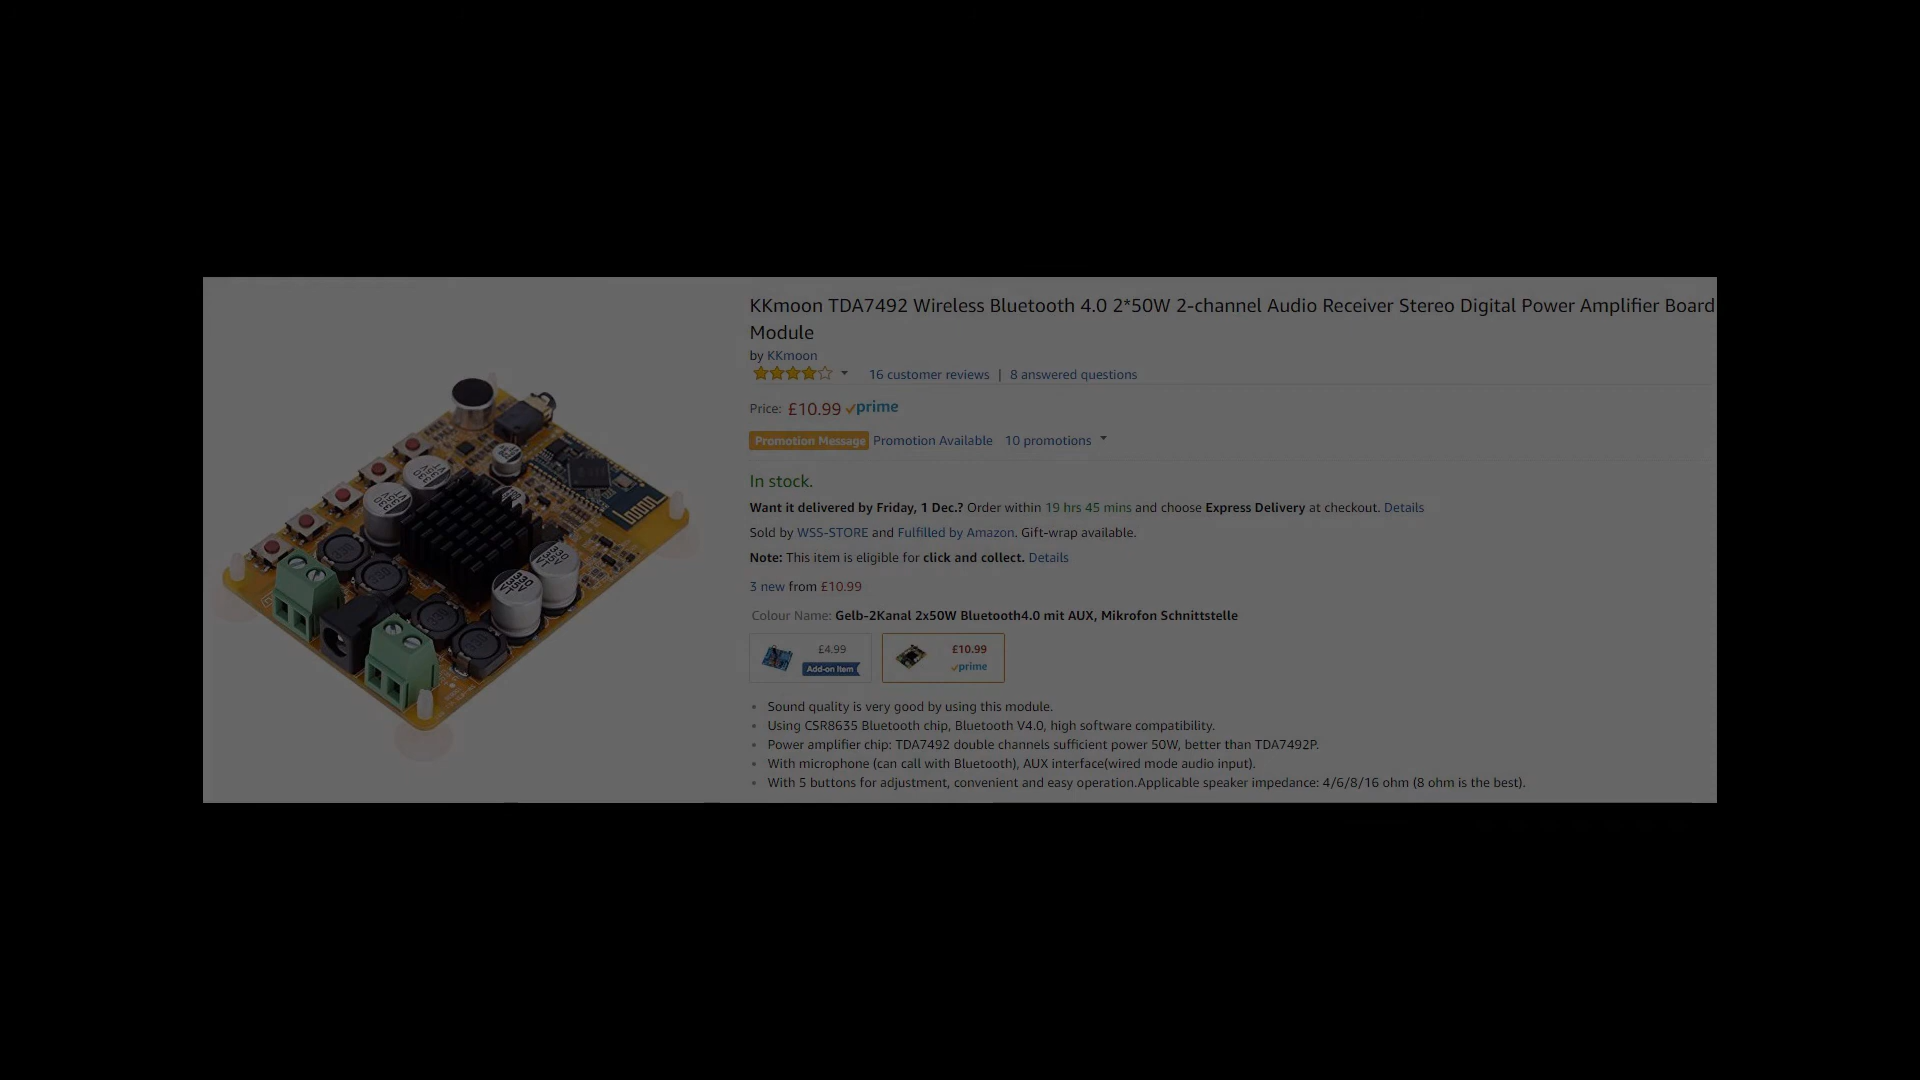 KKmoon TDA7492 Wireless Bluetooth 4.0 2*50W 2-channel Audio Receiver Stereo Digital Power Amplifier Board
Module
by KKmoon
16 customer reviews | 8 answered questions
Price: £10.99 prime
Promotion Message Promotion Available 10 promotions
In stock.
Want it delivered by Friday, 1 Dec.? Order within 19 hrs 45 mins and choose Express Delivery at checkout. Details
Sold by WSS-STORE and Fulfilled by Amazon. Gift-wrap available.
Note: This item is eligible for click and collect. Details
3 new from £10.99
Colour Name: Gelb-2Kanal 2x50W Bluetooth4.0 mit AUX, Mikrofon Schnittstelle
£4.99 £10.99
Add-on Item prime
Sound quality is very good by using this module.
Using CSR8635 Bluetooth chip, Bluetooth V4.0, high software compatibility.
Power amplifier chip: TDA7492 double channels sufficient power 50W, better than TDA7492P.
With microphone (can call with Bluetooth), AUX interface(wired mode audio input).
With 5 buttons for adjustment, convenient and easy operation.Applicable speaker impedance: 4/6/8/16 ohm (8 ohm is the best).